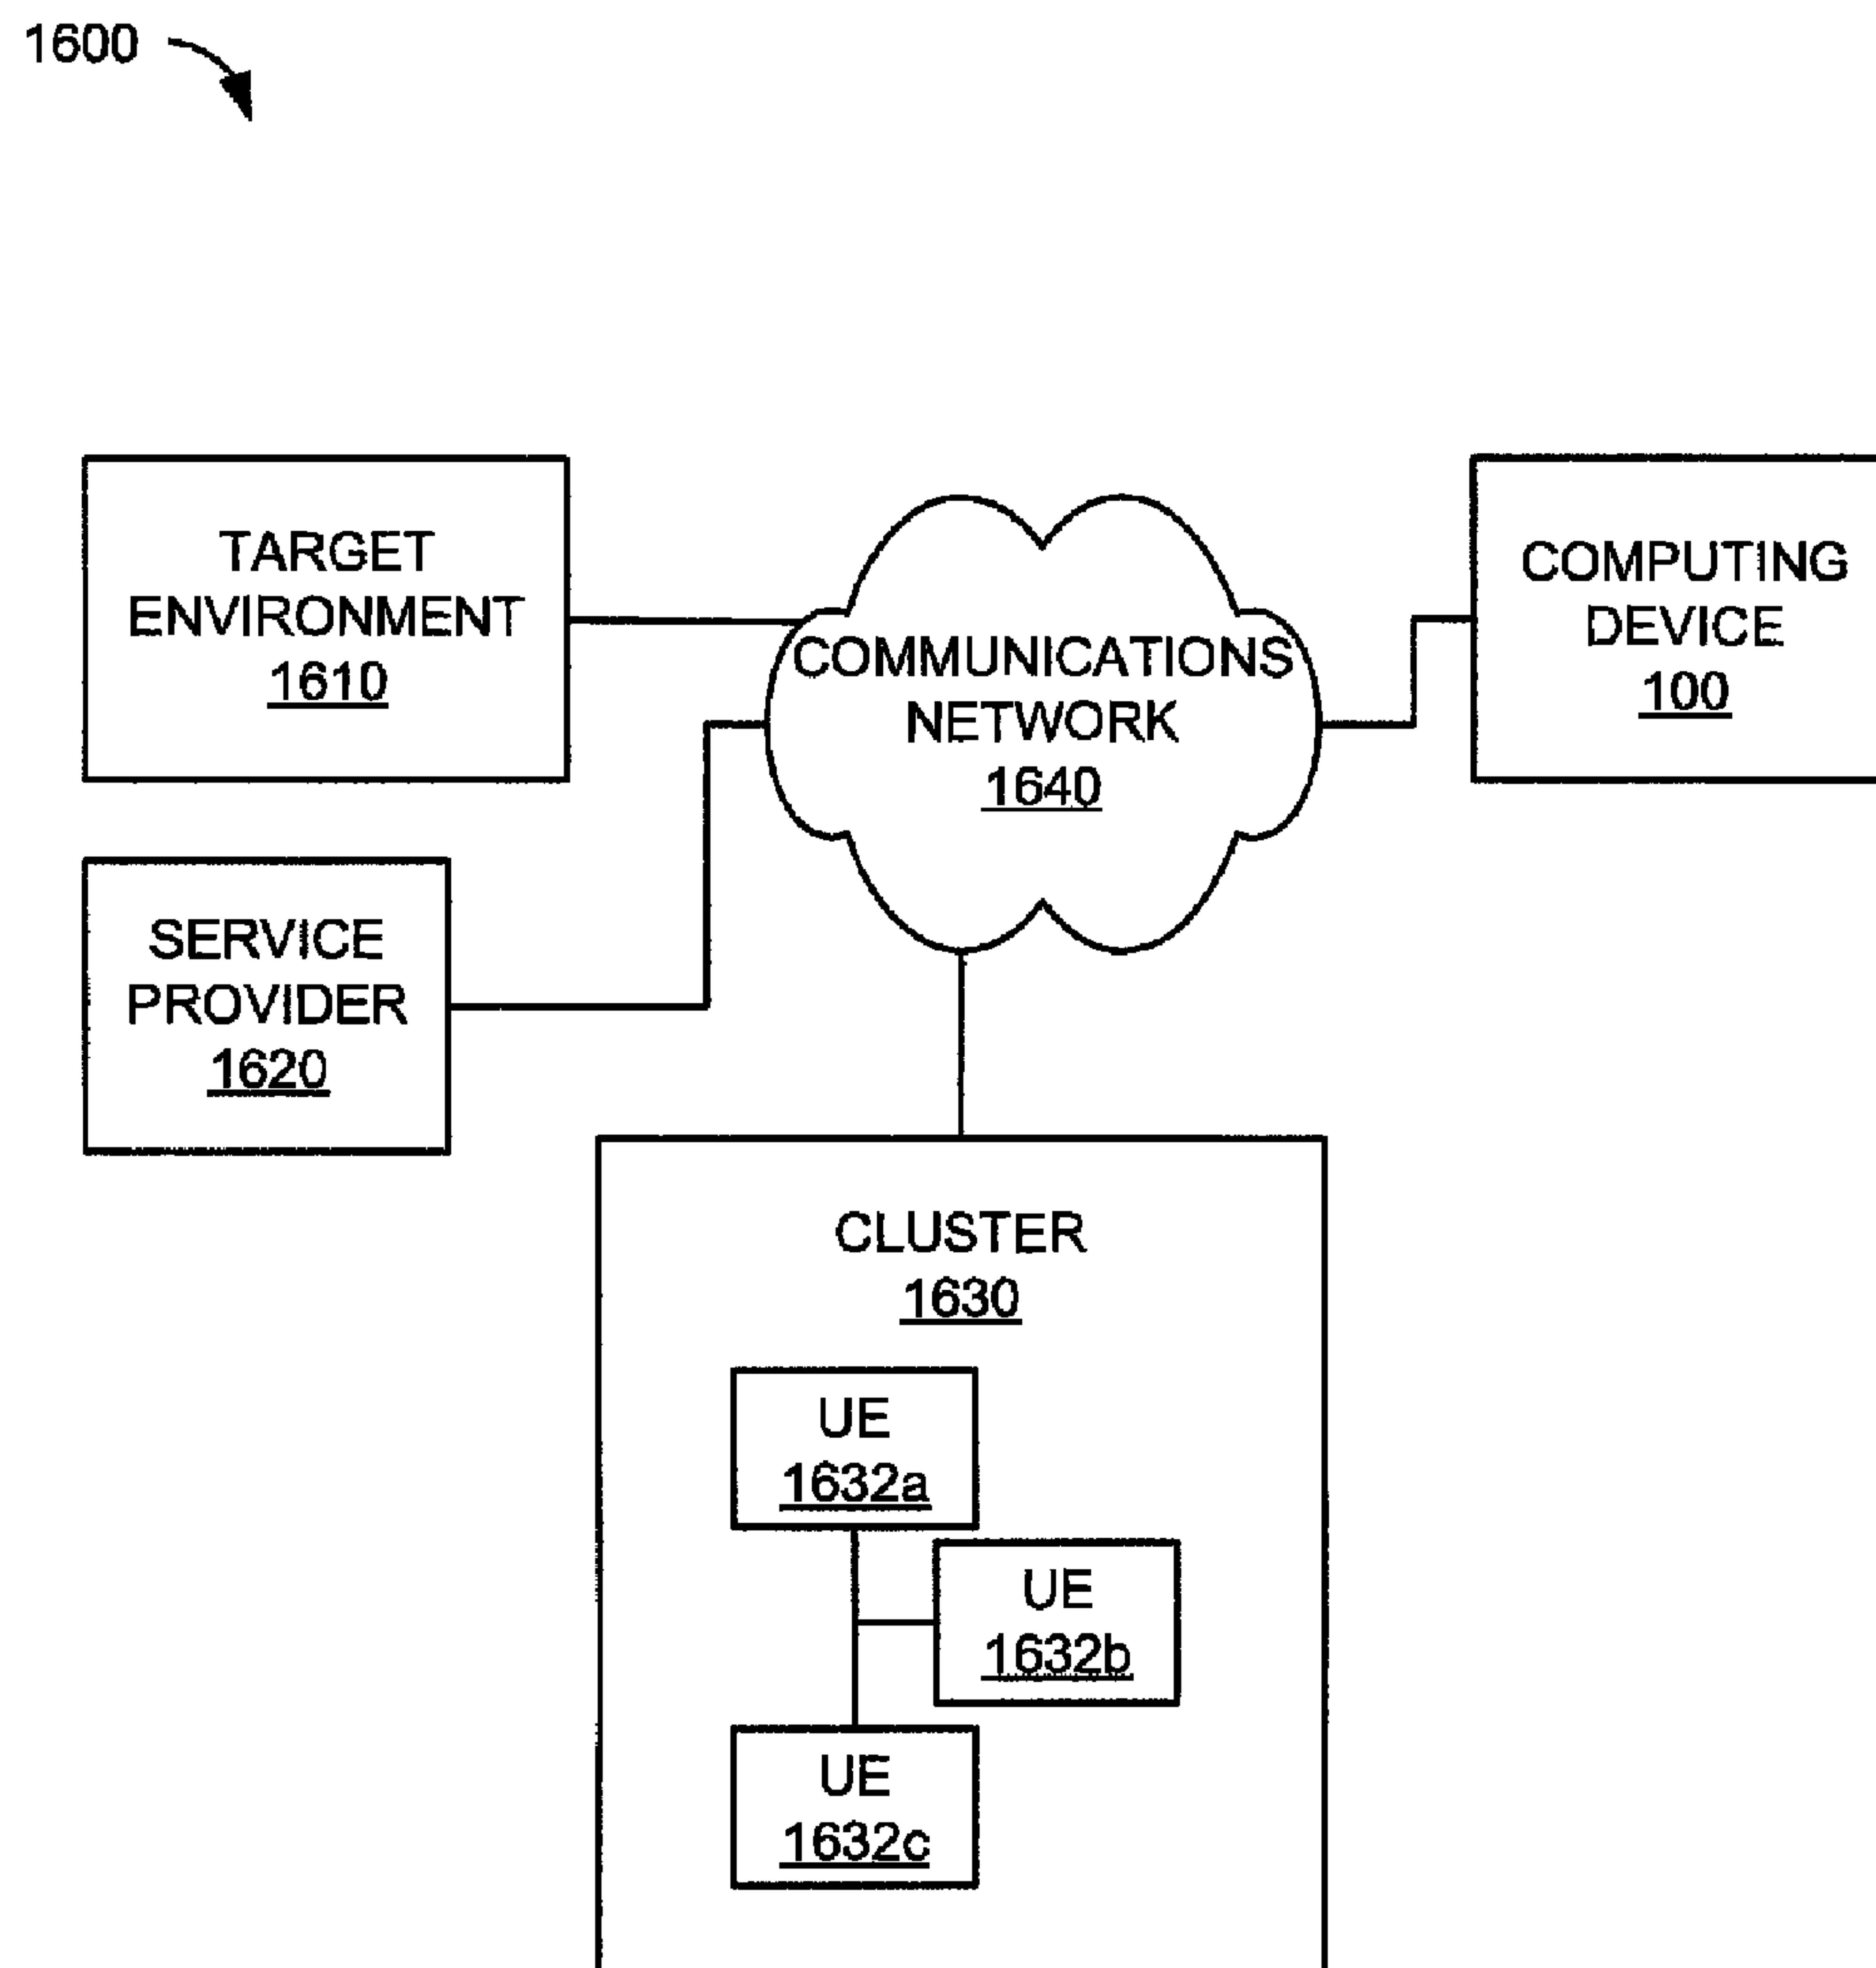 1600
TARGET
ENVIRONMENT
1610
COMMUNICATIONS
NETWORK
1640
COMPUTING
DEVICE
100
SERVICE
PROVIDER
1620
CLUSTER
1630
UE
1632a
UE
1632b
UE
1632c